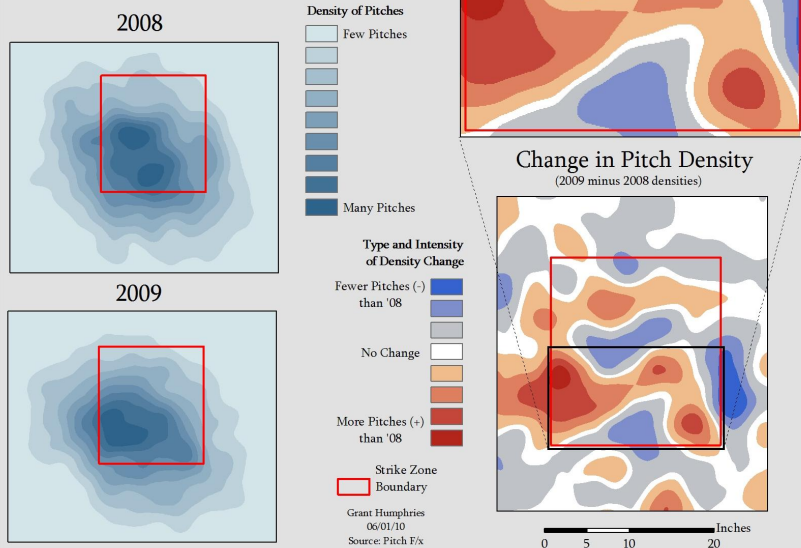 2008
2009
Density of Pitches
Few Pitches
Many Pitches
Type and Intensity
of Density Change
Fewer Pitches (-)
than '08
No Change
More Pitches (+)
than '08
Strike Zone
Boundary
Grant Humphries
06/01/10
Source: Pitch F/x
Change in Pitch Density
(2009 minus 2008 densities)
Inches
0 5 10 20